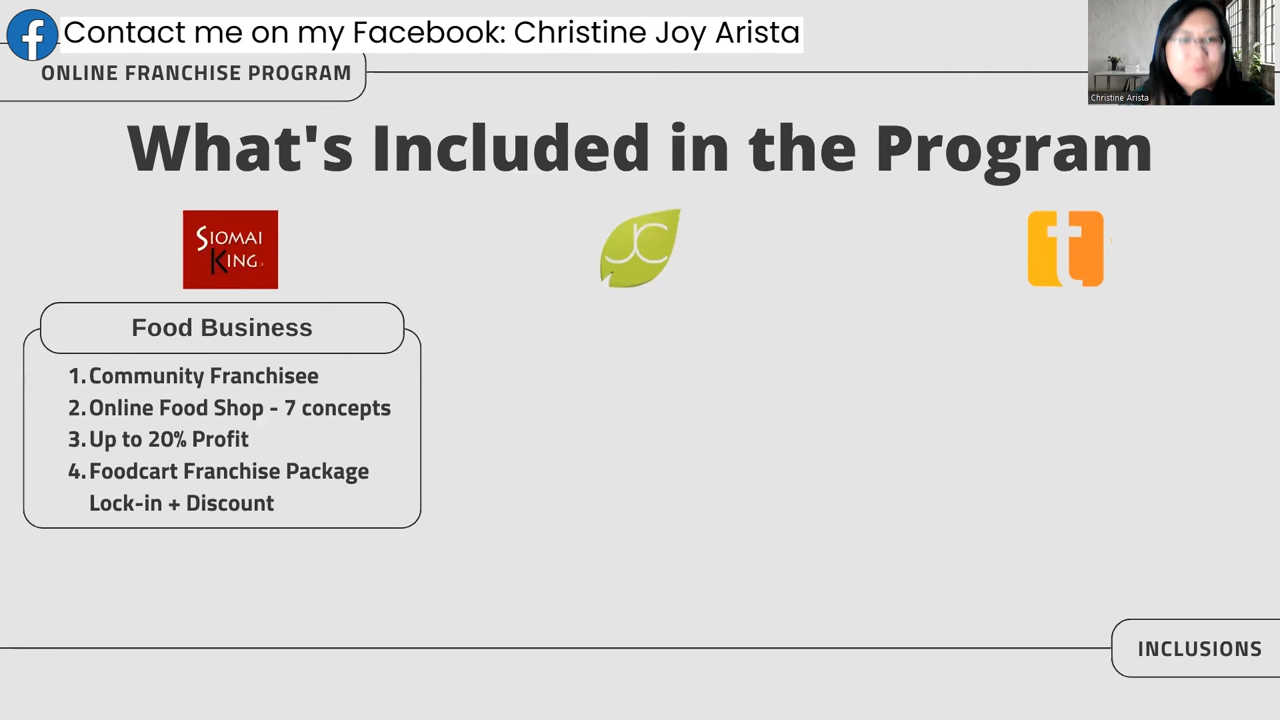 Contact me on my Facebook: Christine Joy Arista
ONLINE FRANCHISE PROGRAM
Christine Arista
What's Included in the Program
SIOMAI
KING
JC
t
Food Business
1. Community Franchisee
2. Online Food Shop - 7 concepts
3. Up to 20% Profit
4. Foodcart Franchise Package
Lock-in + Discount
INCLUSIONS